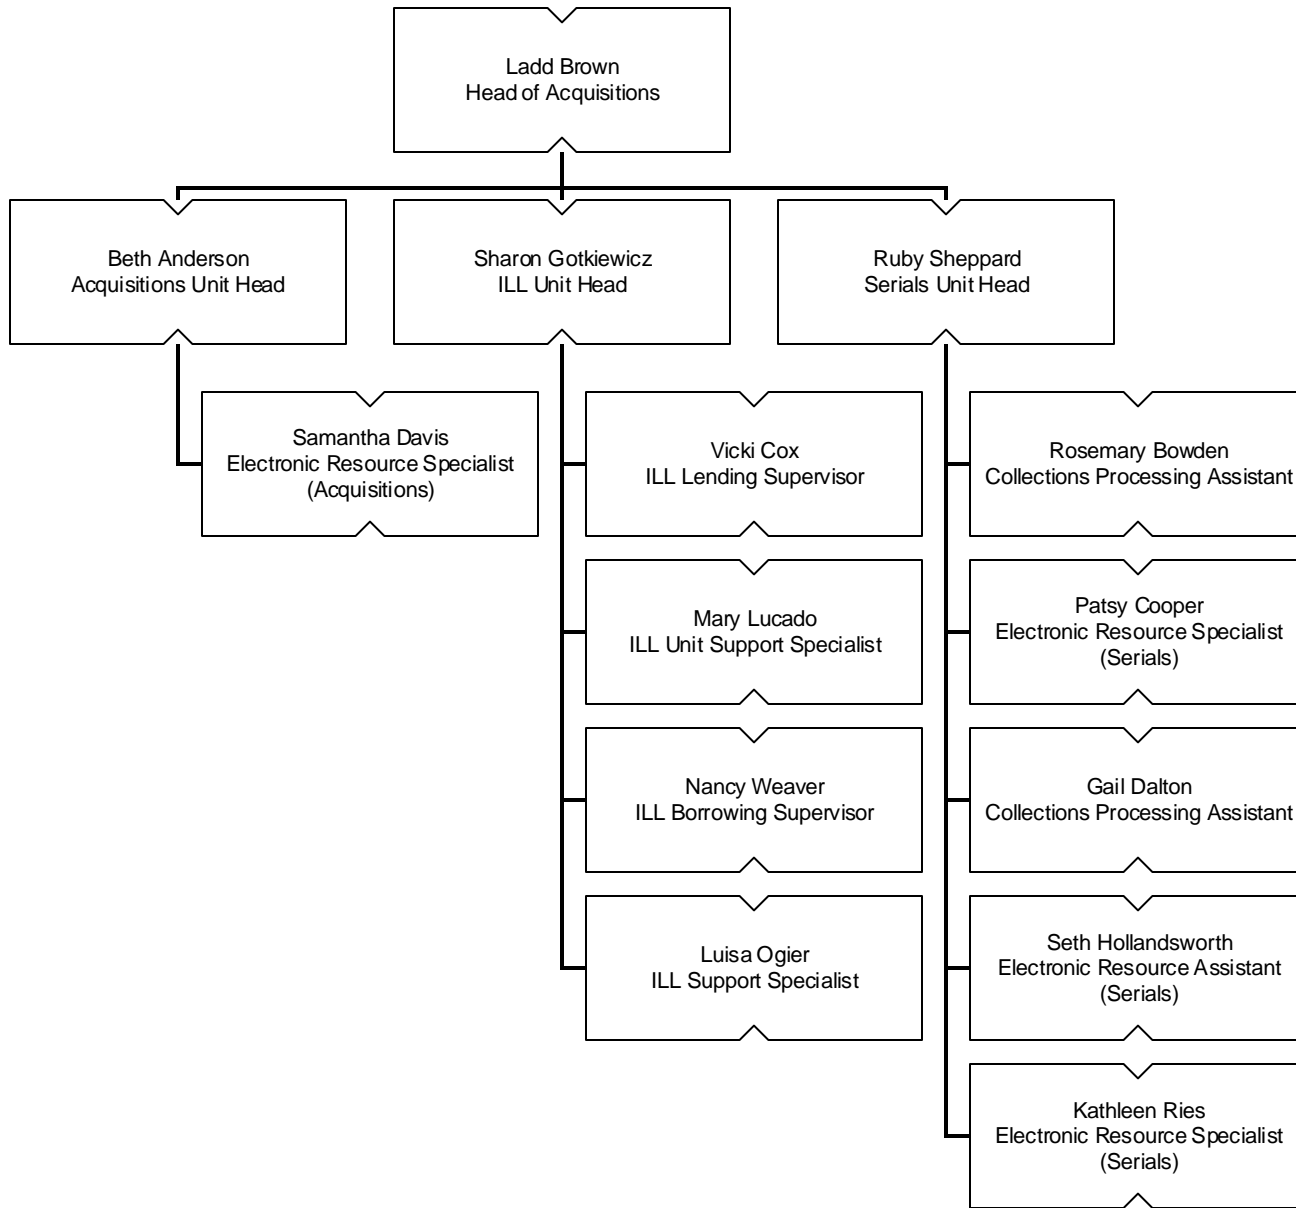 Ladd Brown
Head of Acquisitions
Beth Anderson
Acquisitions Unit Head
Sharon Gotkiewicz
ILL Unit Head
Ruby Sheppard
Serials Unit Head
Samantha Davis
Electronic Resource Specialist
(Acquisitions)
Vicki Cox
ILL Lending Supervisor
Mary Lucado
ILL Unit Support Specialist
Nancy Weaver
ILL Borrowing Supervisor
Luisa Ogier
ILL Support Specialist
Rosemary Bowden
Collections Processing Assistant
Patsy Cooper
Electronic Resource Specialist
(Serials)
Gail Dalton
Collections Processing Assistant
Seth Hollandsworth
Electronic Resource Assistant
(Serials)
Kathleen Ries
Electronic Resource Specialist
(Serials)